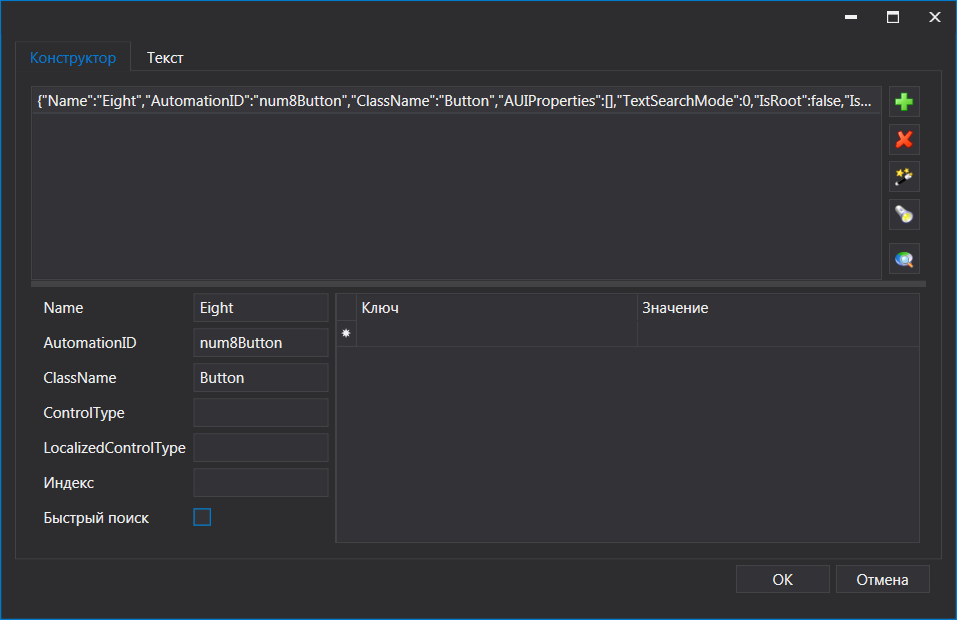 Конструктор Текст
{"Name":"Eight","AutomationID":"num8Button","ClassName":"Button","AUIProperties":[],"TextSearchMode":0,"IsRoot":false,"Is...
Name Eight Ключ Значение
AutomationID num8Button
ClassName Button
ControlType
LocalizedControlType
Индекс
Быстрый поиск
OK Отмена